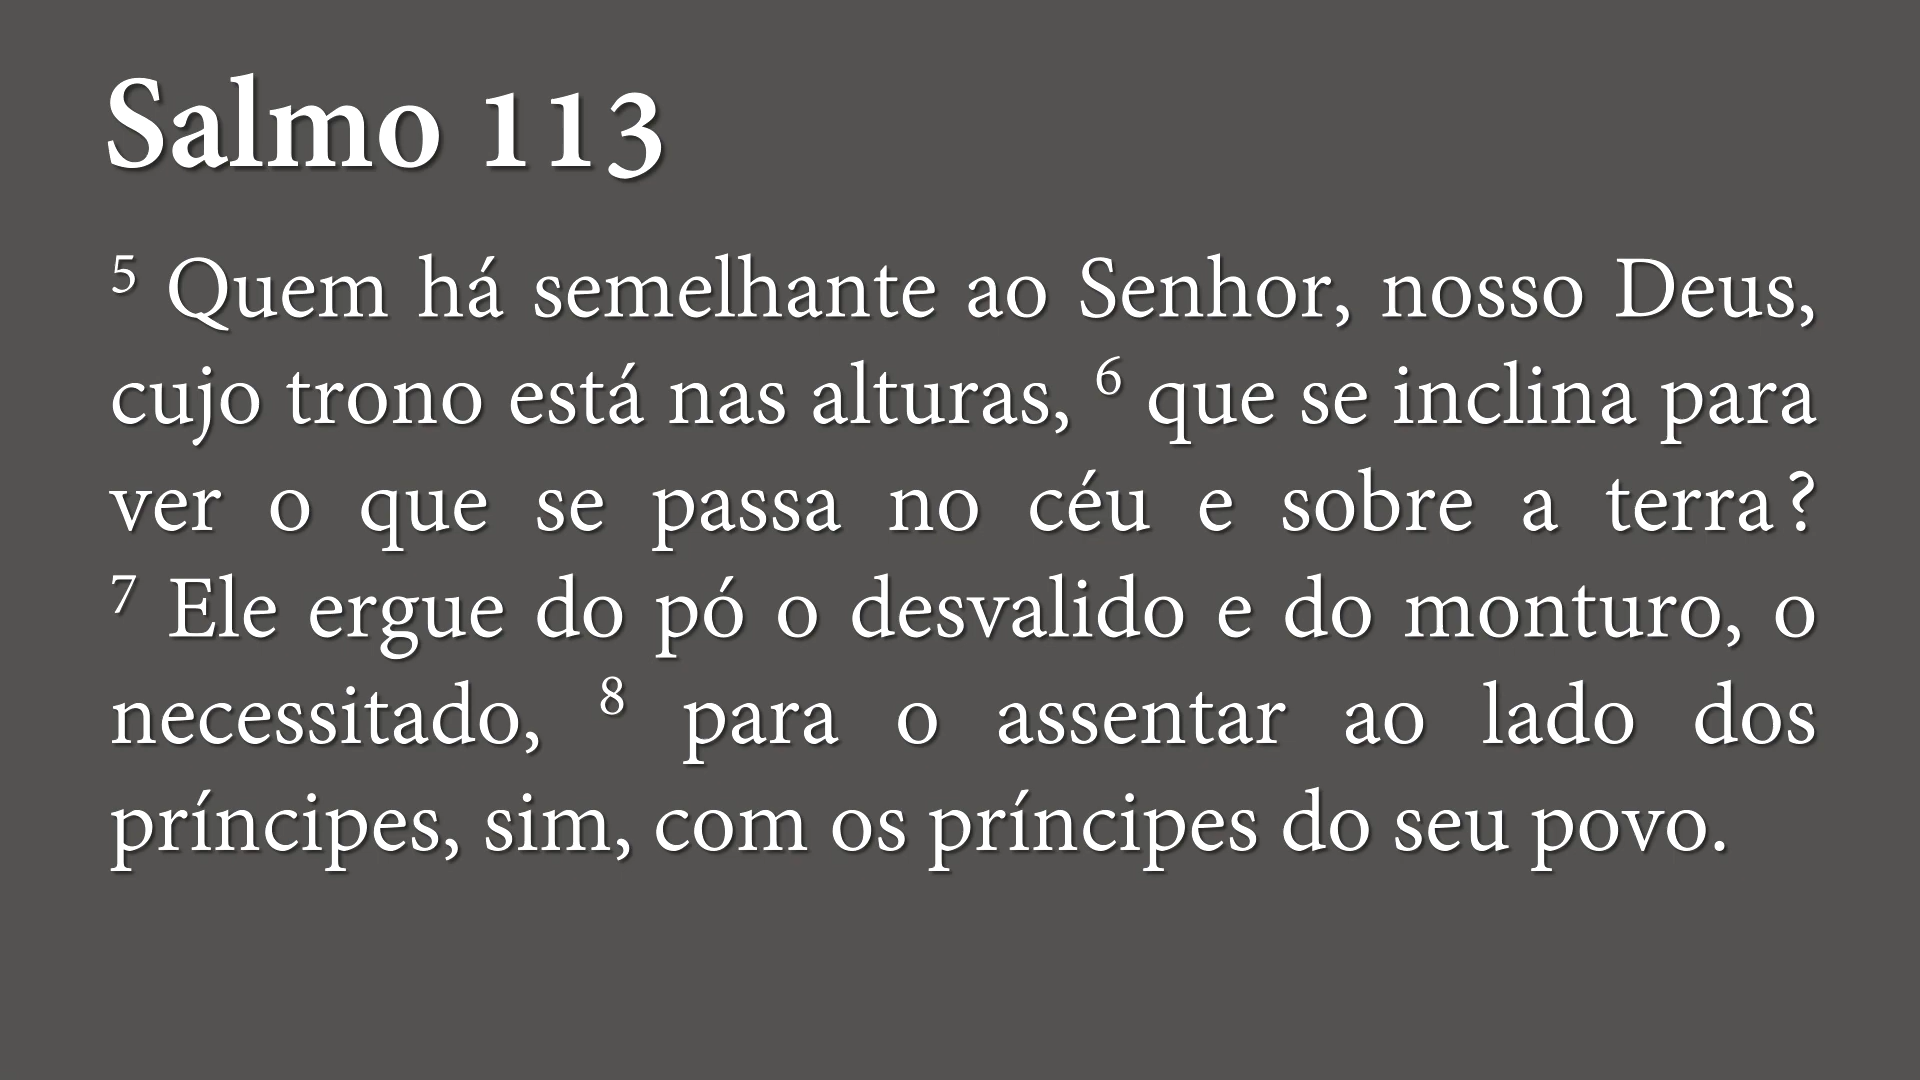 Salmo 113
⁵ Quem há semelhante ao Senhor, nosso Deus,
cujo trono está nas alturas, ⁶ que se inclina para
ver o que se passa no céu e sobre a terra?
⁷ Ele ergue do pó o desvalido e do monturo, o
necessitado, ⁸ para o assentar ao lado dos
príncipes, sim, com os príncipes do seu povo.